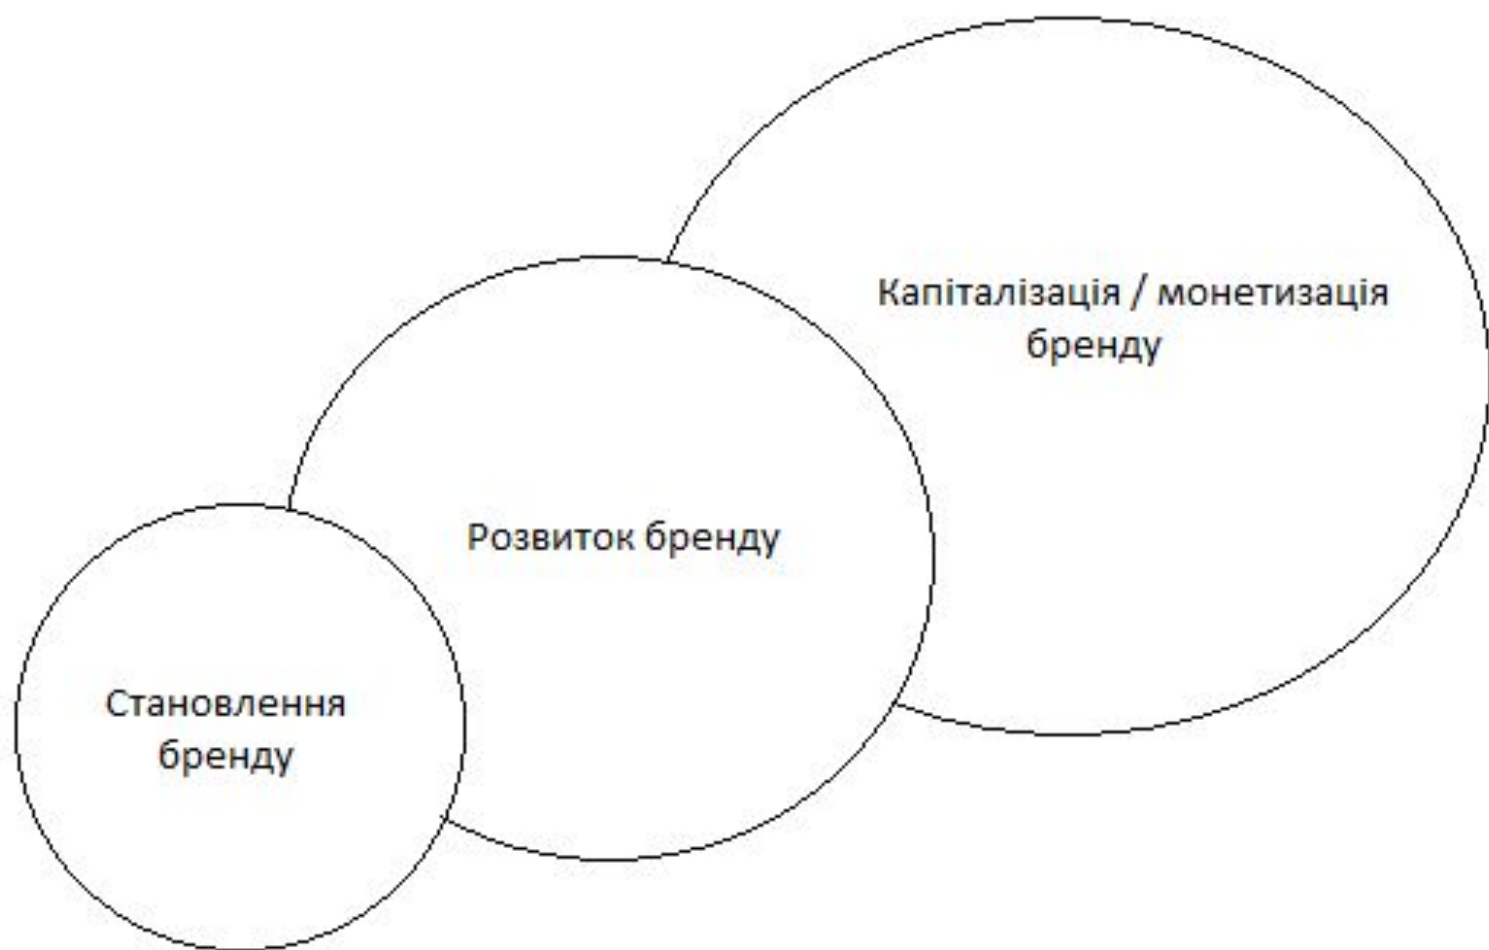 Капіталізація / монетизація
бренду
Розвиток бренду
Становлення
бренду